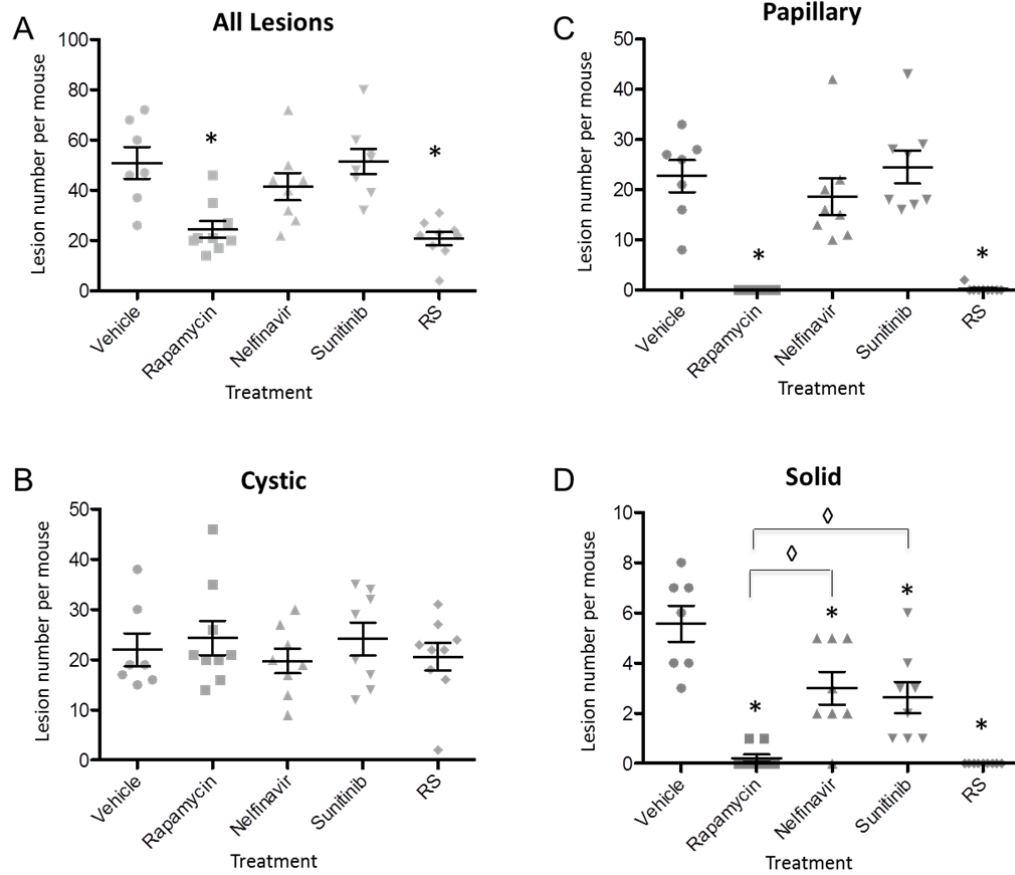 A
All Lesions
Lesion number per mouse
100
80
60
40
20
0
*
*
Vehicle
Rapamycin
Nelfinavir
Sunitinib
RS
Treatment
C
Papillary
Lesion number per mouse
50
40
30
20
10
0
*
*
Vehicle
Rapamycin
Nelfinavir
Sunitinib
RS
Treatment
B
Cystic
Lesion number per mouse
50
40
30
20
10
0
Vehicle
Rapamycin
Nelfinavir
Sunitinib
RS
Treatment
D
Solid
Lesion number per mouse
10
8
6
4
2
0
◊
◊
*
*
*
*
Vehicle
Rapamycin
Nelfinavir
Sunitinib
RS
Treatment